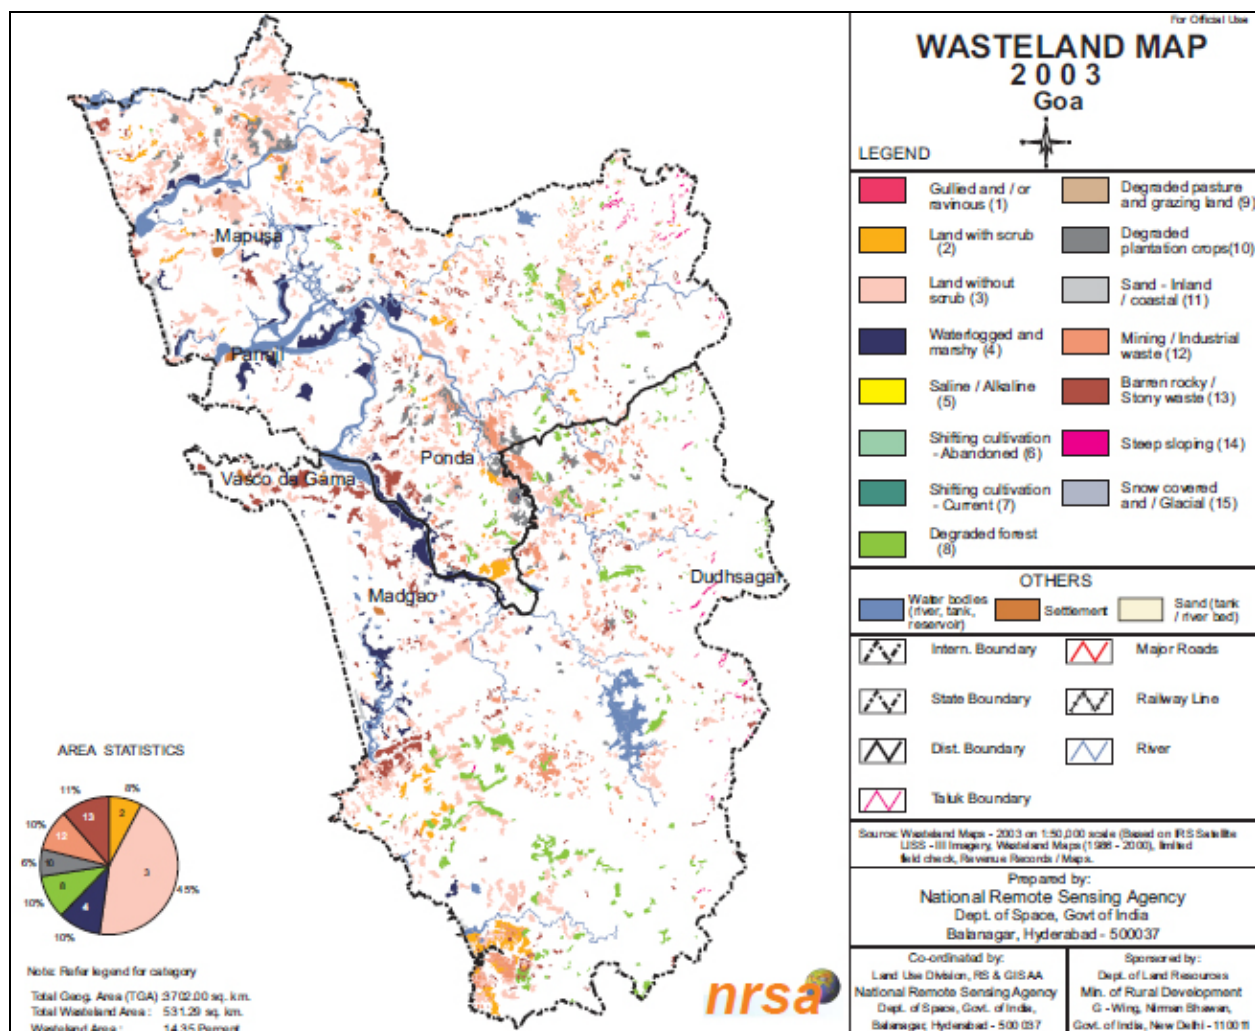 For Official Use
WASTELAND MAP
2003
Goa
LEGEND
Gullied and / or
ravinous (1)
Land with scrub
(2)
Land without
scrub (3)
Waterlogged and
marshy (4)
Saline / Alkaline
(5)
Shifting cultivation
- Abandoned (6)
Shifting cultivation
- Current (7)
Degraded forest
(8)
Degraded pasture
and grazing land (9)
Degraded
plantation crops(10)
Sand - Inland
/ coastal (11)
Mining / Industrial
waste (12)
Barren rocky /
Stony waste (13)
Steep sloping (14)
Snow covered
and / Glacial (15)
OTHERS
Water bodies
(river, tank,
reservoir)
Settlement
Sand (tank
/ river bed)
Intern. Boundary
Major Roads
State Boundary
Railway Line
Dist. Boundary
River
Taluk Boundary
Source: Wasteland Maps - 2003 on 1:50,000 scale (Based on IRS Satellite
LISS - III Imagery, Wasteland Maps (1986 - 2000), limited
field check, Revenue Records / Maps.
Prepared by:
National Remote Sensing Agency
Dept. of Space, Govt of India
Balanagar, Hyderabad - 500037
Co-ordinated by:
Land Use Division, RS & GISAA
National Remote Sensing Agency
Dept. of Space, Govt. of India,
Balanagar, Hyderabad - 500 037
Sponsored by:
Dept. of Land Resources
Min. of Rural Development
G - Wing, Nirman Bhawan,
Govt. of India, New Delhi - 110011
Mapusa
Panaji
Ponda
Vasco da Gama
Dudhsagar
Madgao
AREA STATISTICS
8%
2
3
45%
4
10%
8
10%
10
6%
12
10%
13
11%
Note: Refer legend for category
Total Geog. Area (TGA) :3702.00 sq. km.
Total Wasteland Area : 531.29 sq. km.
Wasteland Area : 14.35 Percent
nrsa